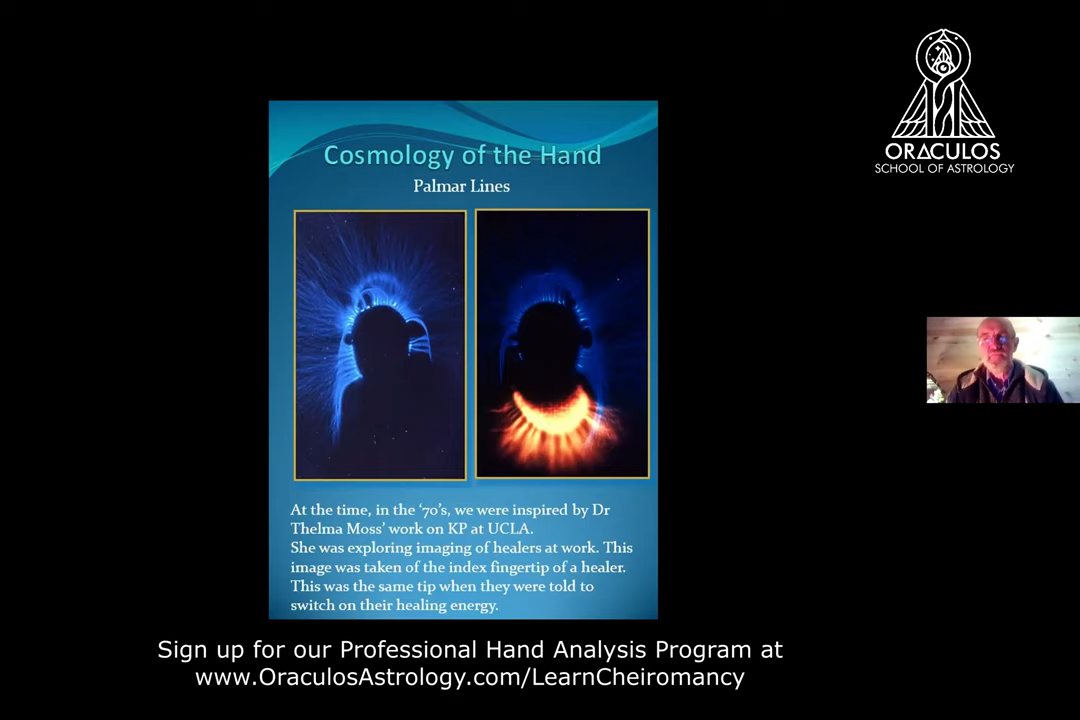 Cosmology of the Hand
Palmar Lines
At the time, in the ‘70’s, we were inspired by Dr
Thelma Moss’ work on KP at UCLA.
She was exploring imaging of healers at work. This
image was taken of the index fingertip of a healer.
This was the same tip when they were told to
switch on their healing energy.
ORACULOS
SCHOOL OF ASTROLOGY
Sign up for our Professional Hand Analysis Program at
www.OraculosAstrology.com/LearnCheiromancy